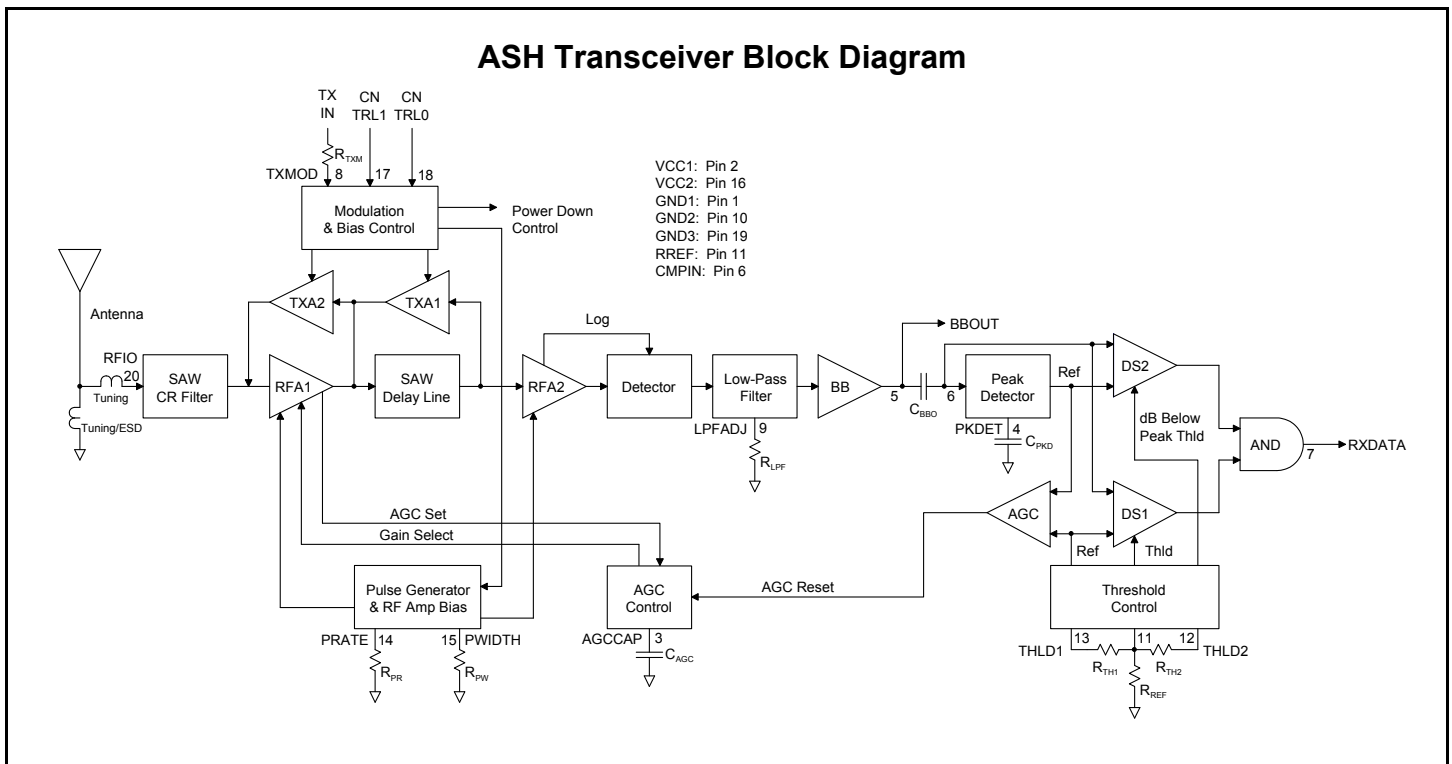 ASH Transceiver Block Diagram
TX
IN
CN
TRL1
CN
TRL0
RTXM
TXMOD
8
17
18
Modulation
& Bias Control
Power Down
Control
VCC1: Pin 2
VCC2: Pin 16
GND1: Pin 1
GND2: Pin 10
GND3: Pin 19
RREF: Pin 11
CMPIN: Pin 6
TXA2
TXA1
Antenna
RFIO
20
Tuning
Tuning/ESD
SAW
CR Filter
RFA1
SAW
Delay Line
RFA2
Log
Detector
Low-Pass
Filter
LPFADJ
9
RLPF
BB
BBOUT
5
CBBO
6
Peak
Detector
PKDET
4
CPKD
Ref
DS2
dB Below
Peak Thld
AND
7
RXDATA
AGC
DS1
Ref
Thld
AGC Set
Gain Select
AGC Reset
Pulse Generator
& RF Amp Bias
PRATE
14
15
PWIDTH
RPR
RPW
AGC
Control
AGCCAP
3
CAGC
Threshold
Control
THLD1
13
11
12
THLD2
RTH1
RTH2
RREF